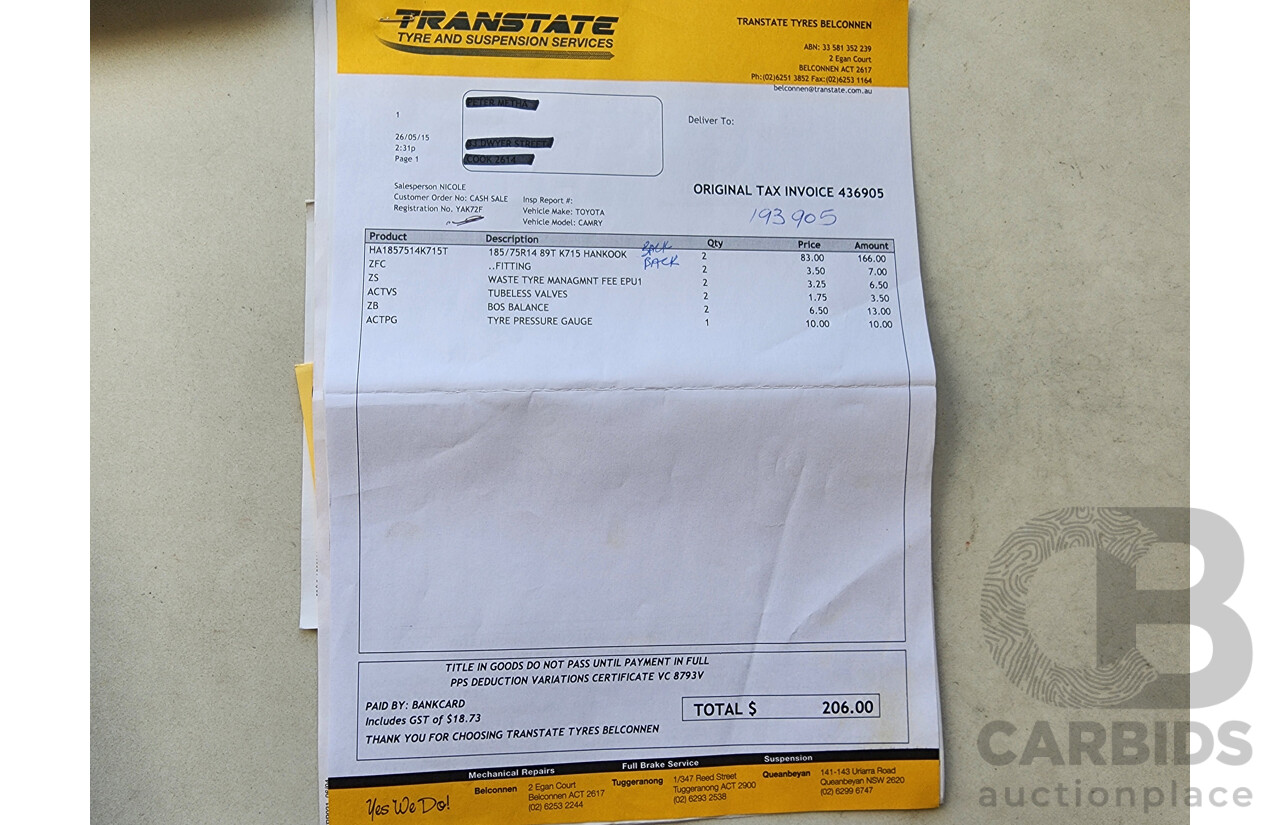 TRANSTATE
TYRE AND SUSPENSION SERVICES
TRANSTATE TYRES BELCONNEN
ABN: 33 581 352 239
2 Egan Court
BELCONNEN ACT 2617
Ph:(02)6251 3852 Fax:(02)6253 1164
belconnen@transtate.com.au
1
26/05/15
2:31p
Page 1
Deliver To:
Salesperson NICOLE
Customer Order No: CASH SALE
Registration No. YAK72F
Insp Report #:
Vehicle Make: TOYOTA
Vehicle Model: CAMRY
ORIGINAL TAX INVOICE 436905
193905
Product Description Qty Price Amount
HA1857514K715T 185/75R14 89T K715 HANKOOK BACK 2 83.00 166.00
ZFC ..FITTING BACK 2 3.50 7.00
ZS WASTE TYRE MANAGMNT FEE EPU1 2 3.25 6.50
ACTVS TUBELESS VALVES 2 1.75 3.50
ZB BOS BALANCE 2 6.50 13.00
ACTPG TYRE PRESSURE GAUGE 1 10.00 10.00
TITLE IN GOODS DO NOT PASS UNTIL PAYMENT IN FULL
PPS DEDUCTION VARIATIONS CERTIFICATE VC 8793V
PAID BY: BANKCARD
Includes GST of $18.73
THANK YOU FOR CHOOSING TRANSTATE TYRES BELCONNEN
TOTAL $ 206.00
Mechanical Repairs Full Brake Service Suspension
Yes We Do!
Belconnen 2 Egan Court
Belconnen ACT 2617
(02) 6253 2244
Tuggeranong 1/347 Reed Street
Tuggeranong ACT 2900
(02) 6293 2538
Queanbeyan 141-143 Uriarra Road
Queanbeyan NSW 2620
(02) 6299 6747
CB
CARBIDS
auctionplace